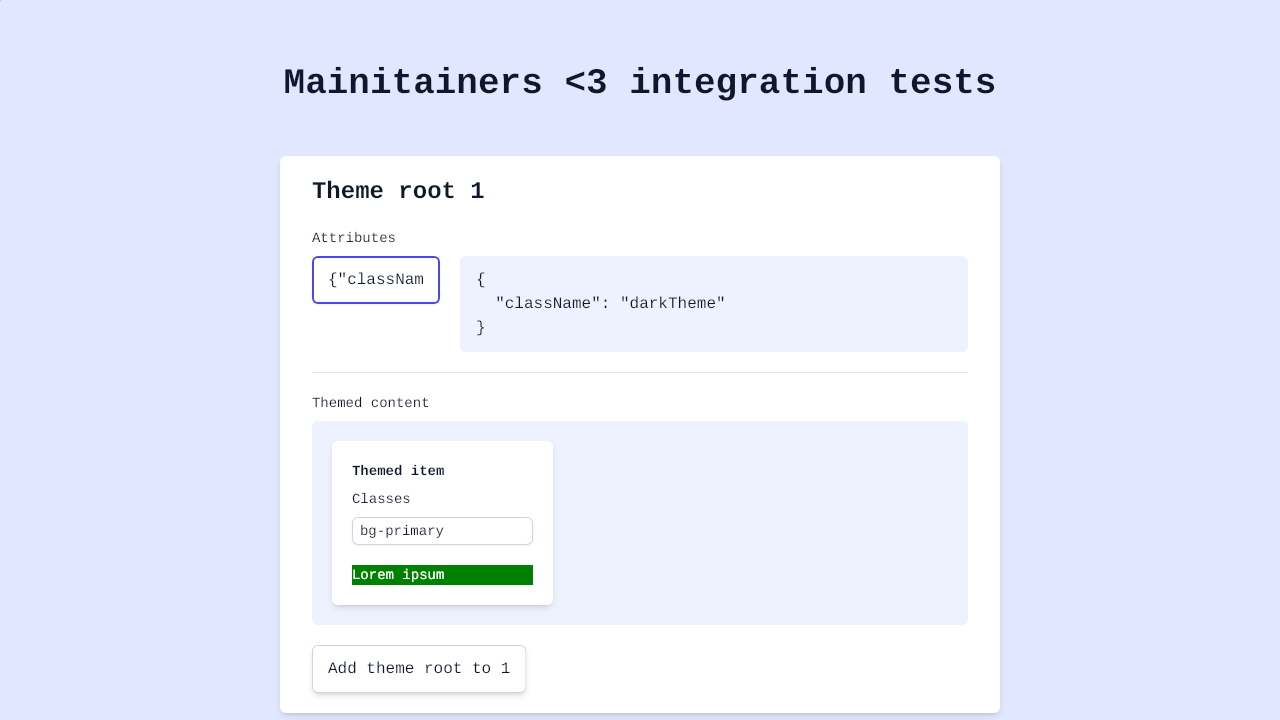 Mainitainers <3 integration tests
Theme root 1
Attributes
{"classNam
{
  "className": "darkTheme"
}
Themed content
Themed item
Classes
bg-primary
Lorem ipsum
Add theme root to 1